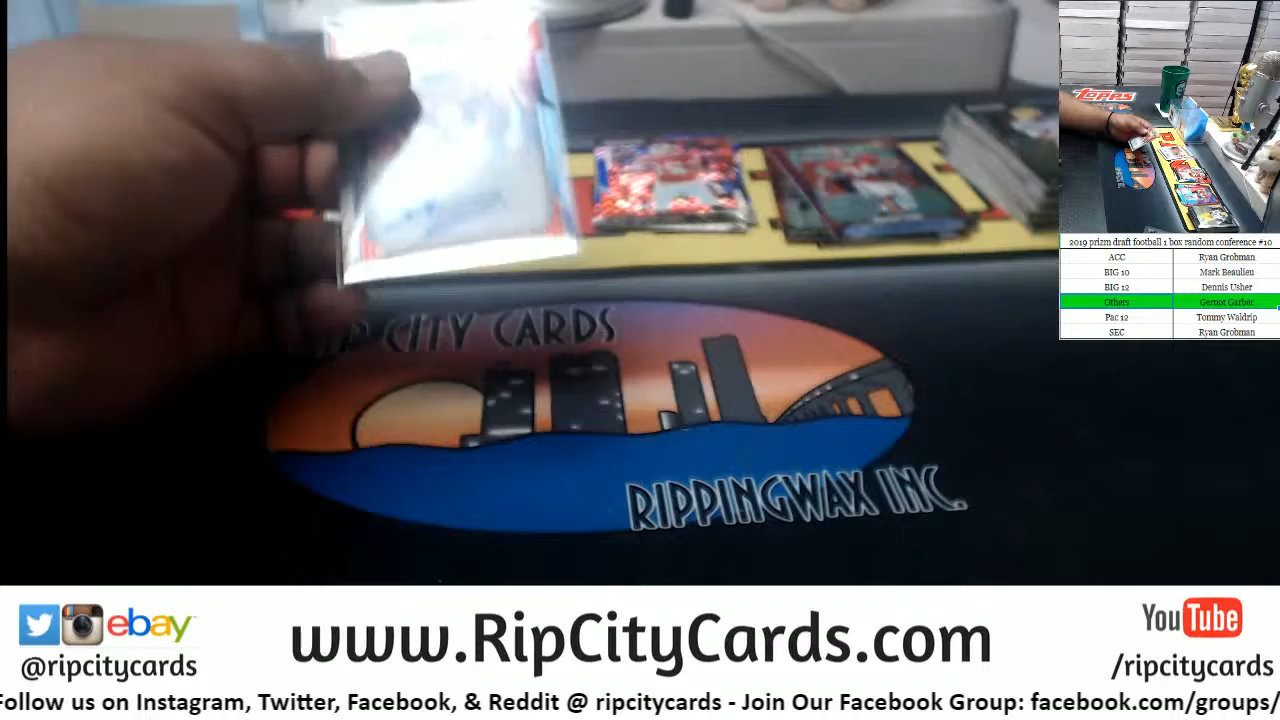 topps
2019 prizm draft football 1 box random conference #10
ACC Ryan Grobman
BIG 10 Mark Beaulieu
BIG 12 Dennis Usher
Others Gernot Garber
Pac 12 Tommy Waldrip
SEC Ryan Grobman
RIP CITY CARDS
RIPPINGWAX INC.
ebay
@ripcitycards
www.RipCityCards.com
YouTube
/ripcitycards
Follow us on Instagram, Twitter, Facebook, & Reddit @ ripcitycards - Join Our Facebook Group: facebook.com/groups/